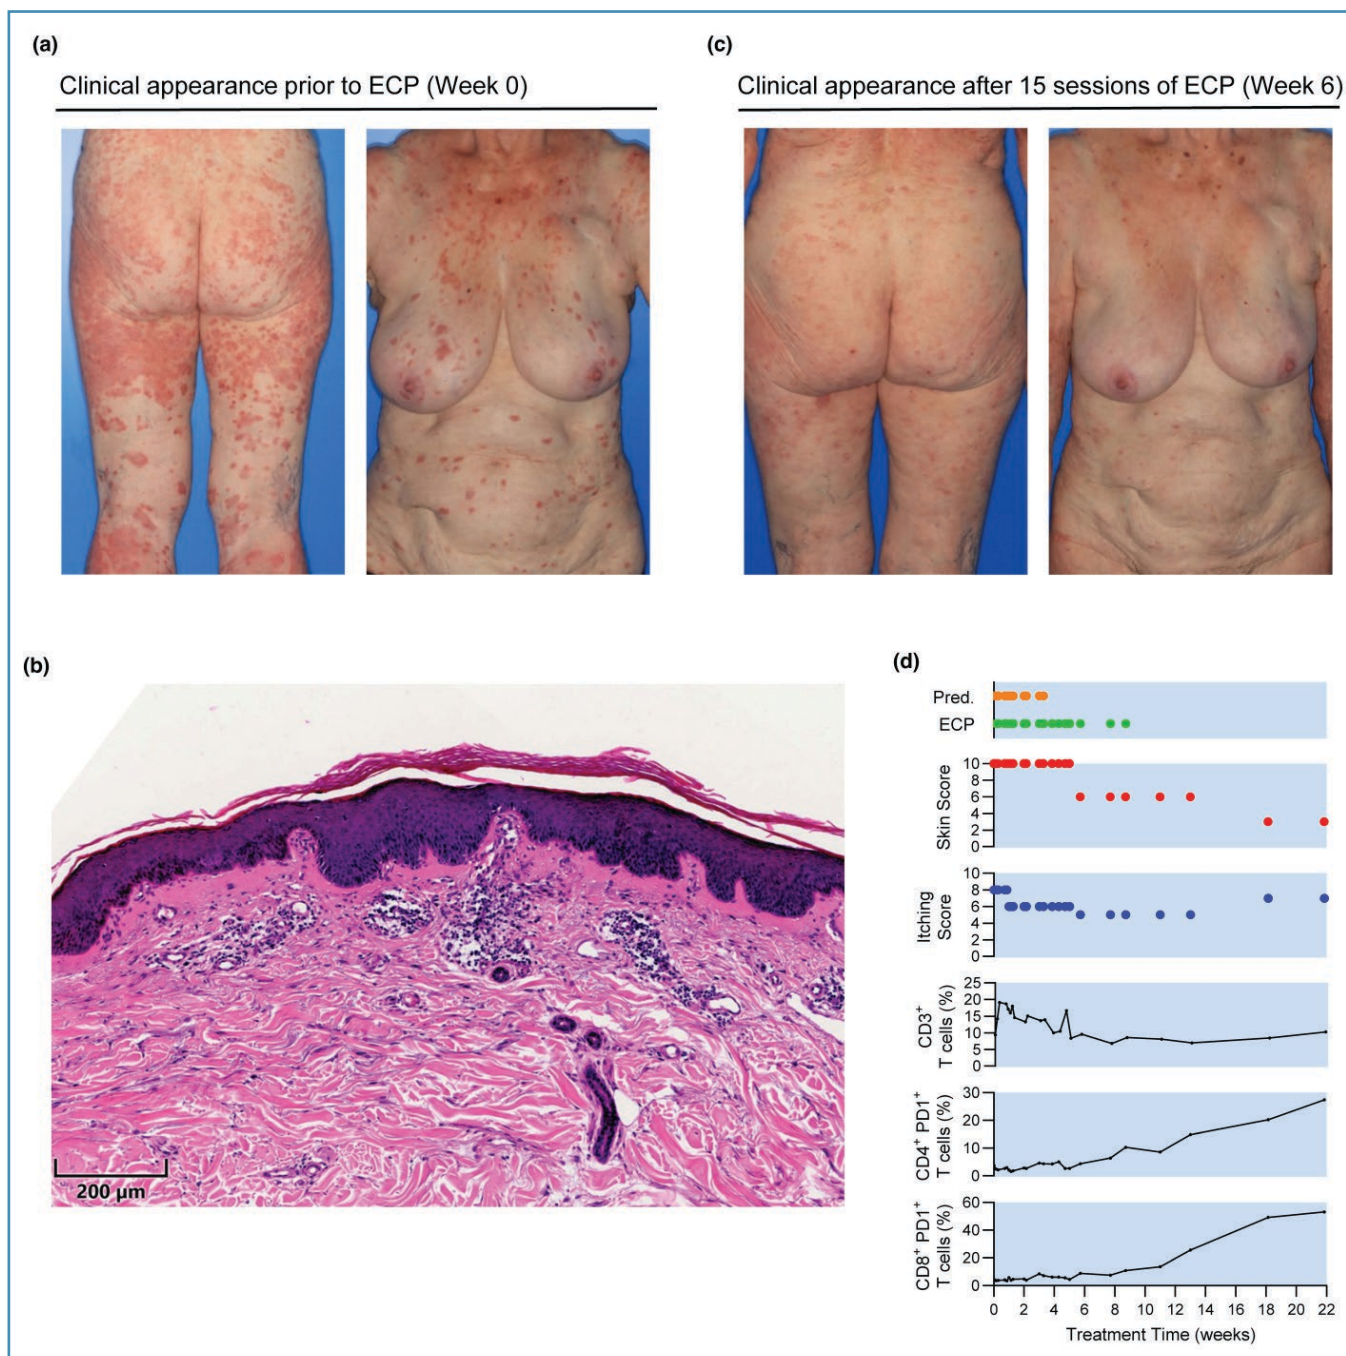 (a)
Clinical appearance prior to ECP (Week 0)
(c)
Clinical appearance after 15 sessions of ECP (Week 6)
(b)
200 µm
(d)
Pred.
ECP
Skin Score
10
8
6
4
2
0
Itching
Score
10
8
6
4
2
0
CD3+
T cells (%)
25
20
15
10
5
0
CD4+ PD1+
T cells (%)
30
20
10
0
CD8+ PD1+
T cells (%)
60
40
20
0
0 2 4 6 8 10 12 14 16 18 20 22
Treatment Time (weeks)